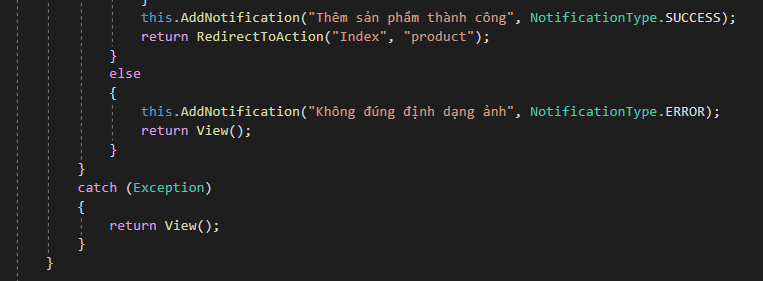 }
this.AddNotification("Thêm sản phẩm thành công", NotificationType.SUCCESS);
return RedirectToAction("Index", "product");
}
else
{
this.AddNotification("Không đúng định dạng ảnh", NotificationType.ERROR);
return View();
}
}
catch (Exception)
{
return View();
}
}